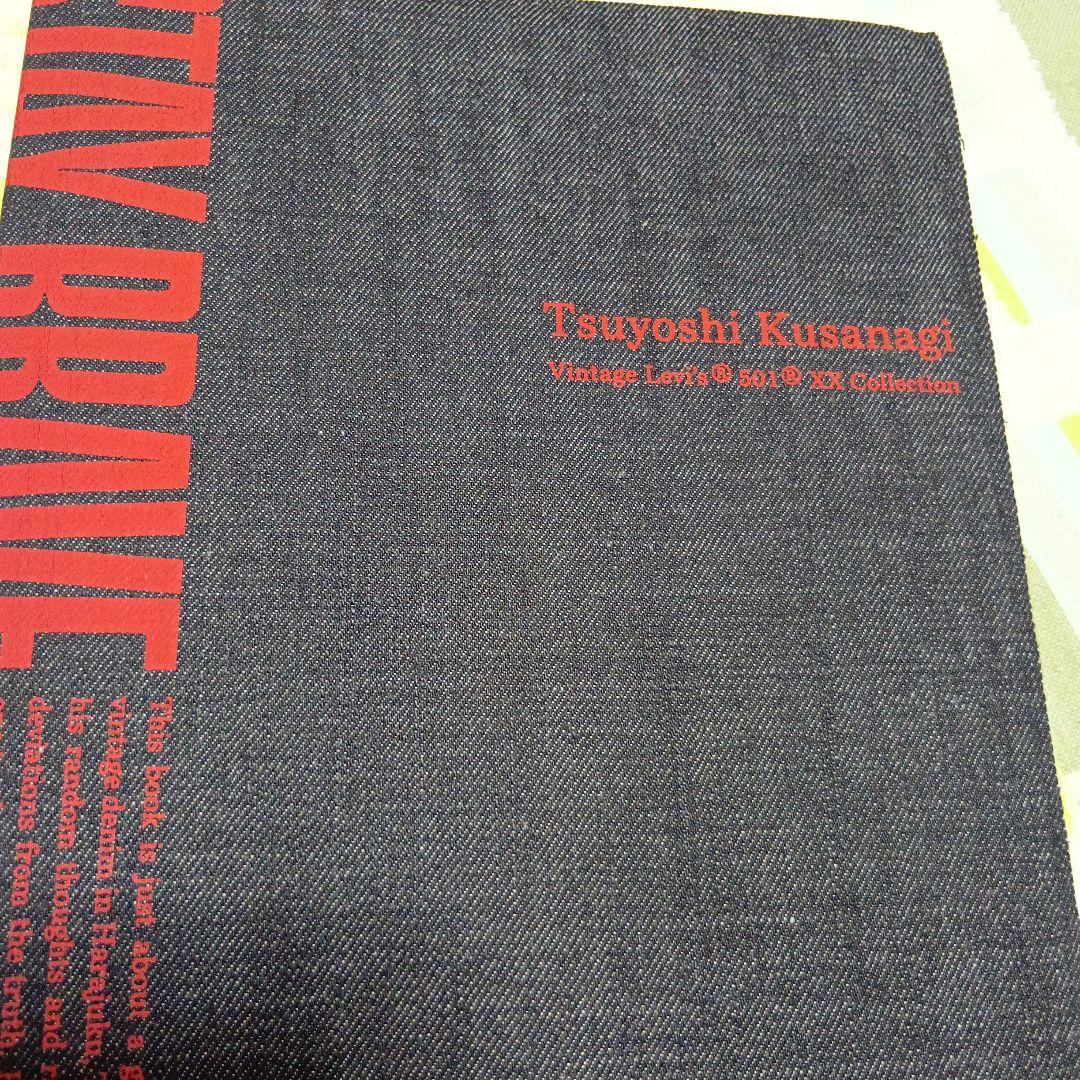 BRAVE
Tsuyoshi Kusanagi
Vintage Levi's® 501® XX Collection
This book is just about a
vintage denim in Harajuku,
his random thoughts and
deviations from the truth.